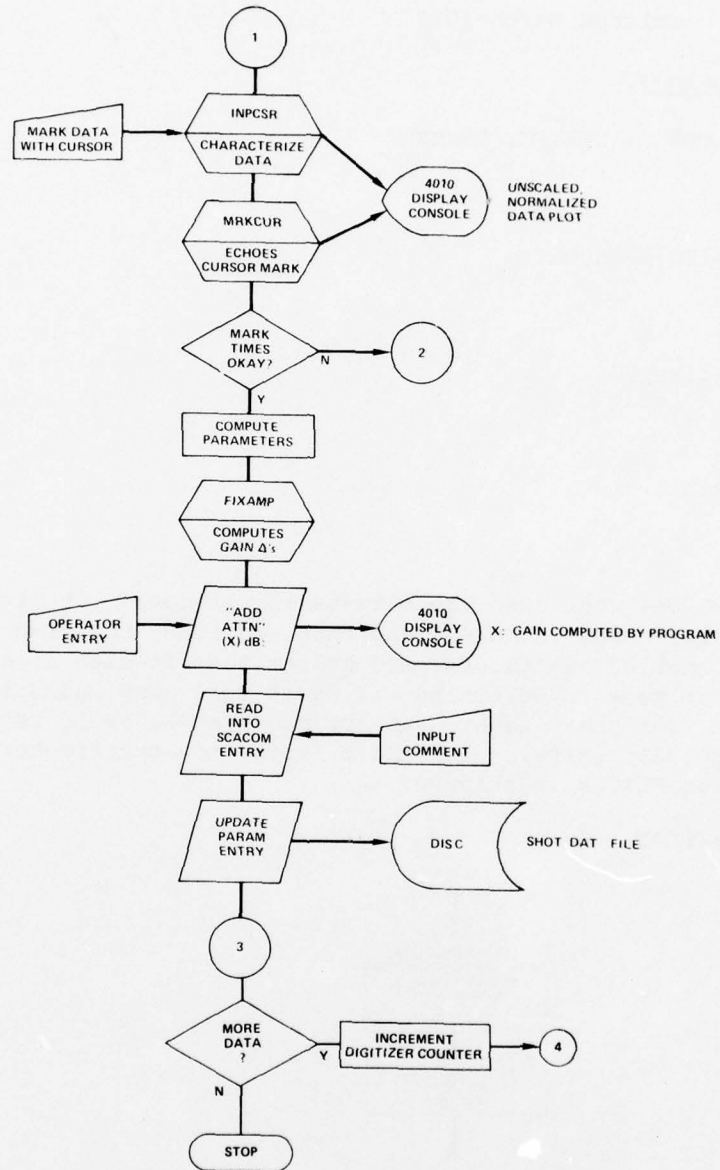 1
INPCSR
MARK DATA
WITH CURSOR
CHARACTERIZE
DATA
4010
DISPLAY
CONSOLE
UNSCALED,
NORMALIZED
DATA PLOT
MRKCUR
ECHOES
CURSOR MARK
MARK
TIMES
OKAY?
N
2
Y
COMPUTE
PARAMETERS
FIXAMP
COMPUTES
GAIN Δ's
OPERATOR
ENTRY
"ADD
ATTN"
(X) dB:
4010
DISPLAY
CONSOLE
X: GAIN COMPUTED BY PROGRAM
READ
INTO
SCACOM
ENTRY
INPUT
COMMENT
UPDATE
PARAM
ENTRY
DISC
SHOT DAT FILE
3
MORE
DATA
?
Y
INCREMENT
DIGITIZER COUNTER
4
N
STOP